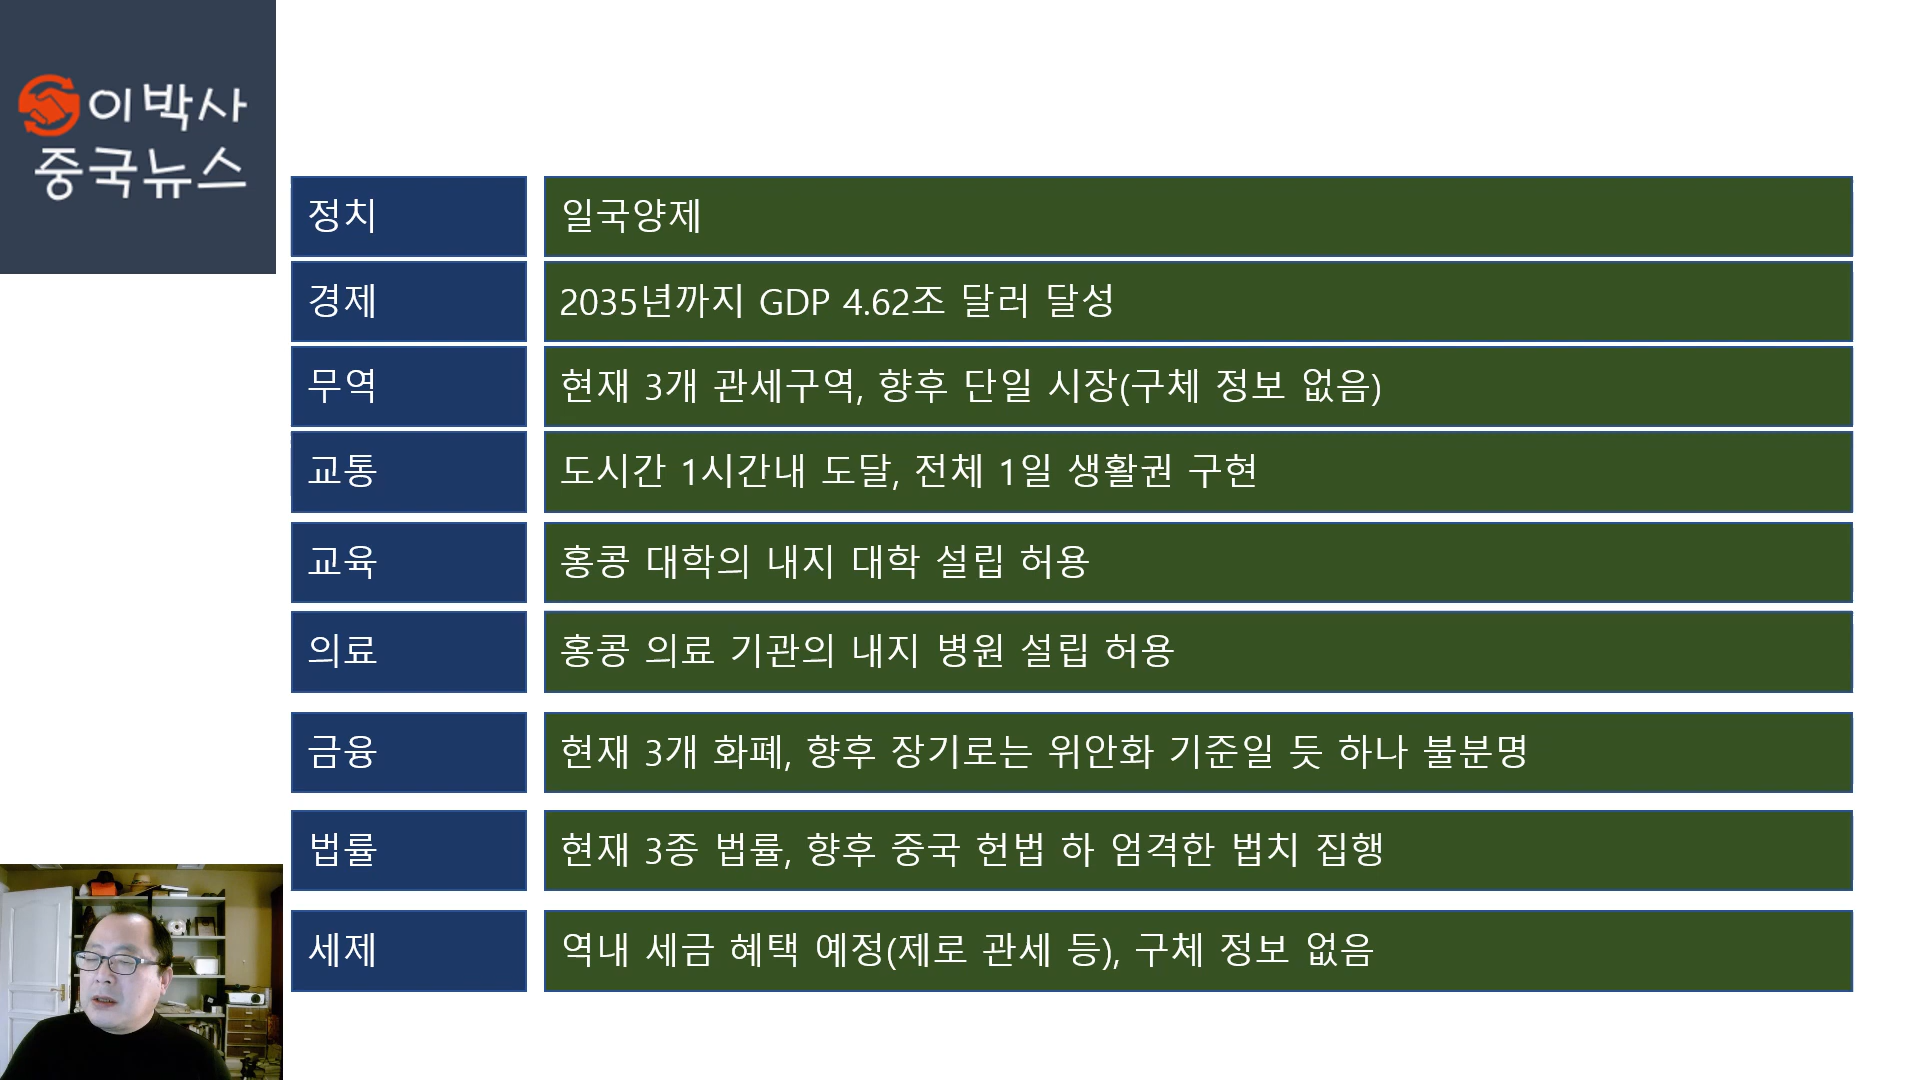 이박사
중국뉴스
정치
일국양제
경제
2035년까지 GDP 4.62조 달러 달성
무역
현재 3개 관세구역, 향후 단일 시장(구체 정보 없음)
교통
도시간 1시간내 도달, 전체 1일 생활권 구현
교육
홍콩 대학의 내지 대학 설립 허용
의료
홍콩 의료 기관의 내지 병원 설립 허용
금융
현재 3개 화폐, 향후 장기로는 위안화 기준일 듯 하나 불분명
법률
현재 3종 법률, 향후 중국 헌법 하 엄격한 법치 집행
세제
역내 세금 혜택 예정(제로 관세 등), 구체 정보 없음